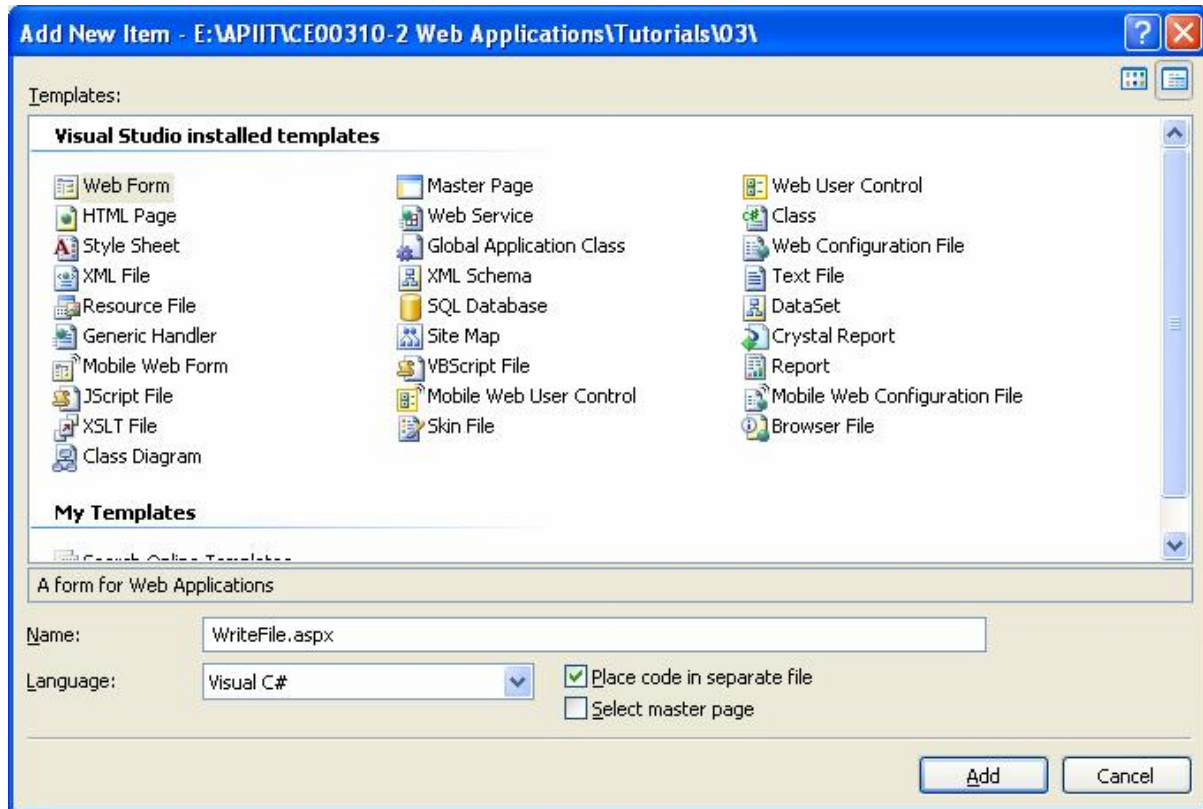 Add New Item - E:\APIIT\CE00310-2 Web Applications\Tutorials\03\
Templates:
Visual Studio installed templates
Web Form Master Page Web User Control
HTML Page Web Service Class
Style Sheet Global Application Class Web Configuration File
XML File XML Schema Text File
Resource File SQL Database DataSet
Generic Handler Site Map Crystal Report
Mobile Web Form VBScript File Report
JScript File Mobile Web User Control Mobile Web Configuration File
XSLT File Skin File Browser File
Class Diagram
My Templates
Search Online Templates
A form for Web Applications
Name: WriteFile.aspx
Language: Visual C# Place code in separate file
Select master page
Add Cancel